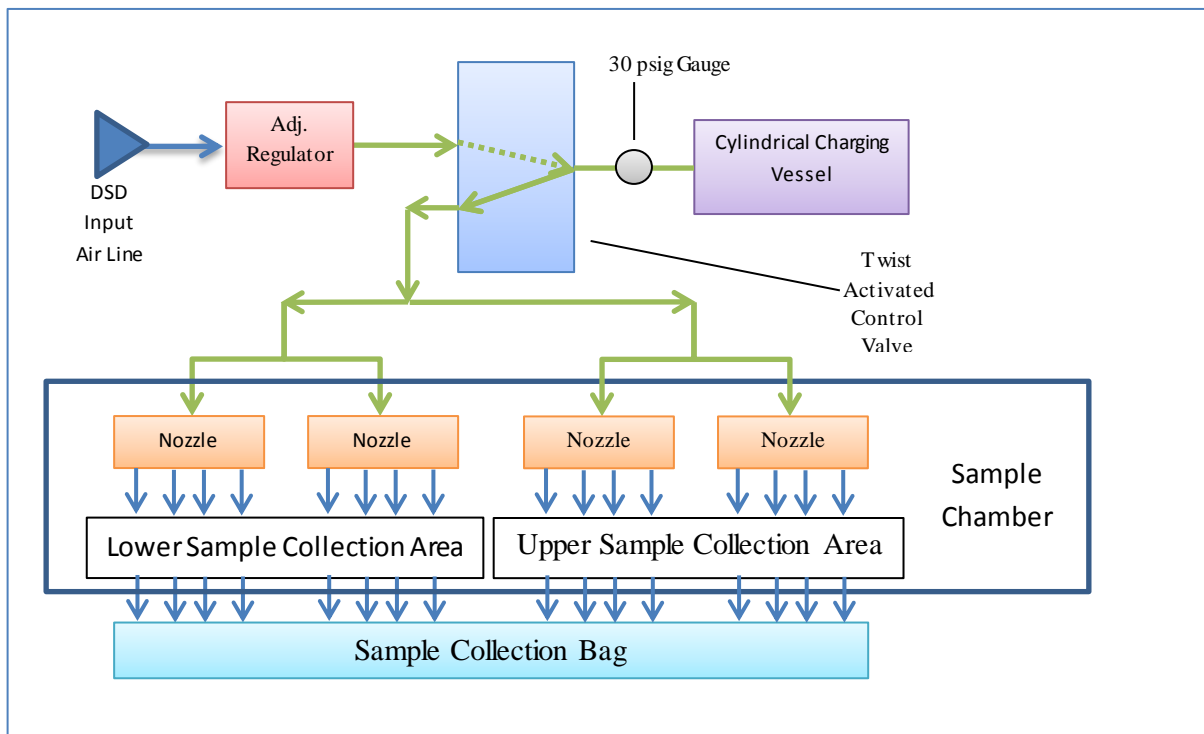 30 psig Gauge
Adj.
Regulator
Cylindrical Charging
Vessel
DSD
Input
Air Line
Twist
Activated
Control
Valve
Nozzle
Nozzle
Nozzle
Nozzle
Sample
Chamber
Lower Sample Collection Area
Upper Sample Collection Area
Sample Collection Bag